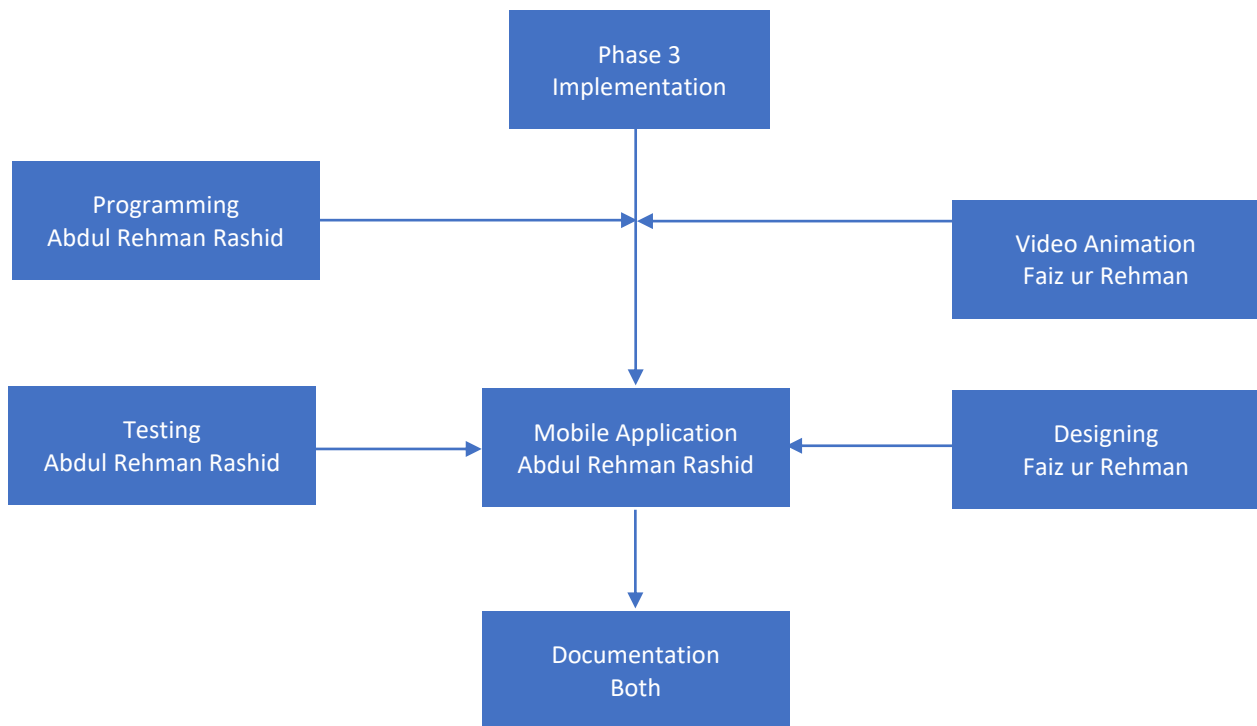 Phase 3
Implementation
Programming
Abdul Rehman Rashid
Video Animation
Faiz ur Rehman
Testing
Abdul Rehman Rashid
Mobile Application
Abdul Rehman Rashid
Designing
Faiz ur Rehman
Documentation
Both